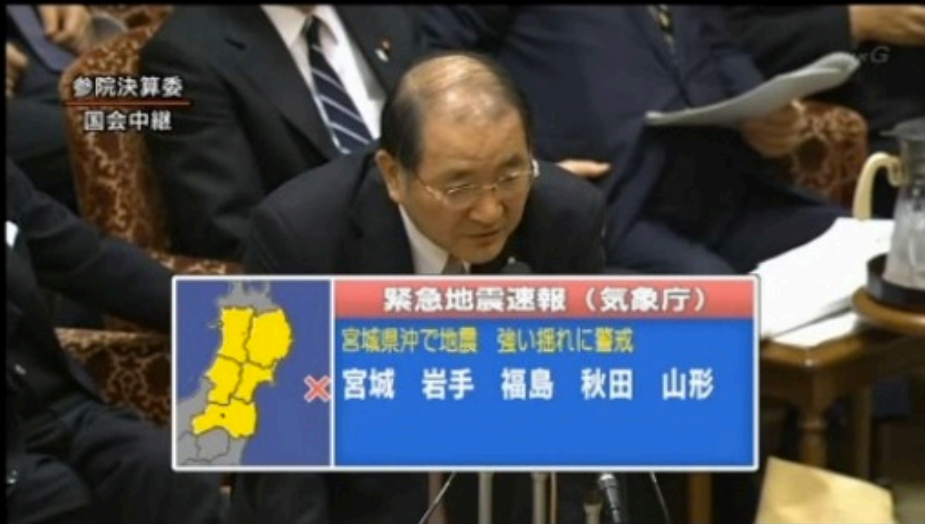 参院決算委
国会中継
緊急地震速報(気象庁)
宮城県沖で地震 強い揺れに警戒
宮城 岩手 福島 秋田 山形